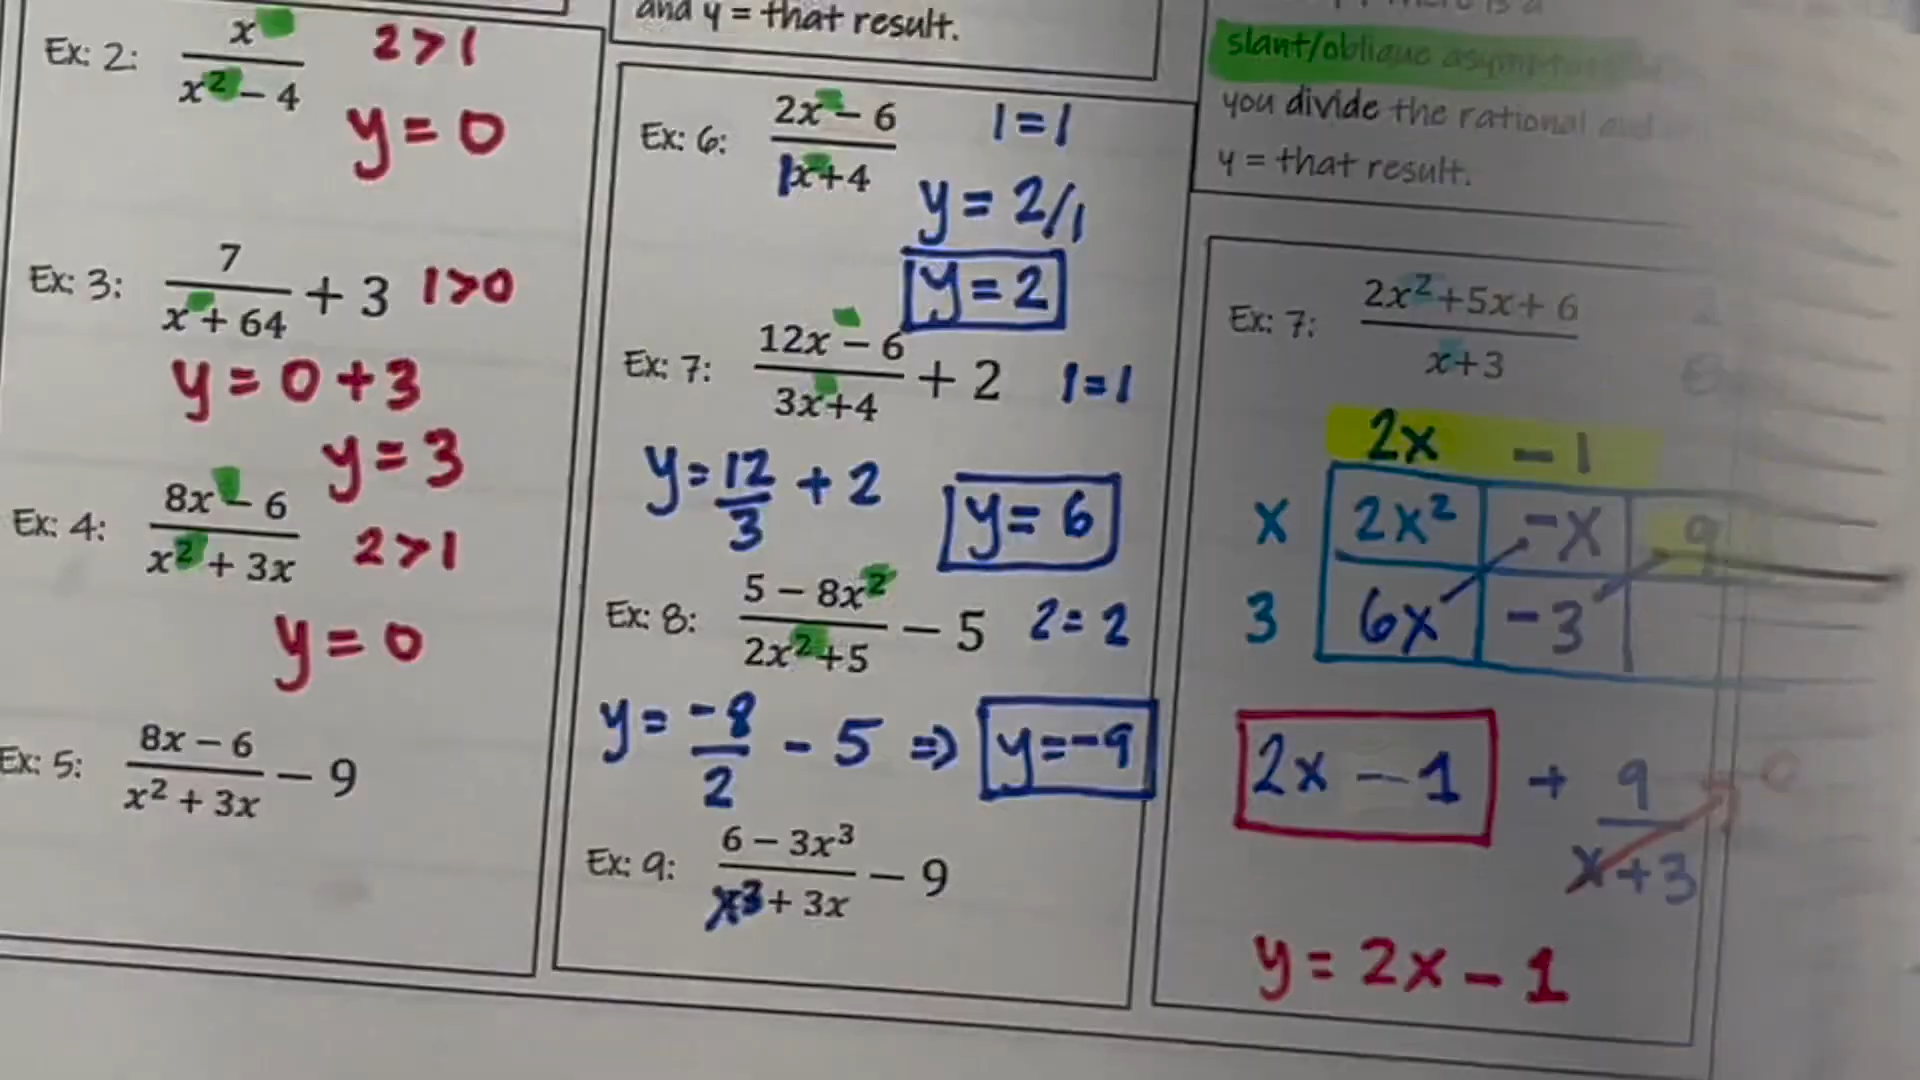 Ex: 2: x / x² - 4 2 > 1
y = 0
Ex: 3: 7 / x + 64 + 3 1 > 0
y = 0 + 3
y = 3
Ex: 4: 8x - 6 / x² + 3x 2 > 1
y = 0
Ex: 5: 8x - 6 / x² + 3x - 9
and y = that result.
Ex: 6: 2x - 6 / 1x + 4 1 = 1
y = 2/1
y = 2
Ex: 7: 12x - 6 / 3x + 4 + 2 1 = 1
y = 12/3 + 2 y = 6
Ex: 8: 5 - 8x² / 2x² + 5 - 5 2 = 2
y = -8/2 - 5 ⇒ y = -9
Ex: 9: 6 - 3x³ / x³ + 3x - 9
slant/oblique
you divide the rational and
y = that result.
Ex: 7: 2x² + 5x + 6 / x + 3
2x - 1
x 2x² -x 9
3 6x -3
2x - 1 + 9 / x + 3 0
y = 2x - 1